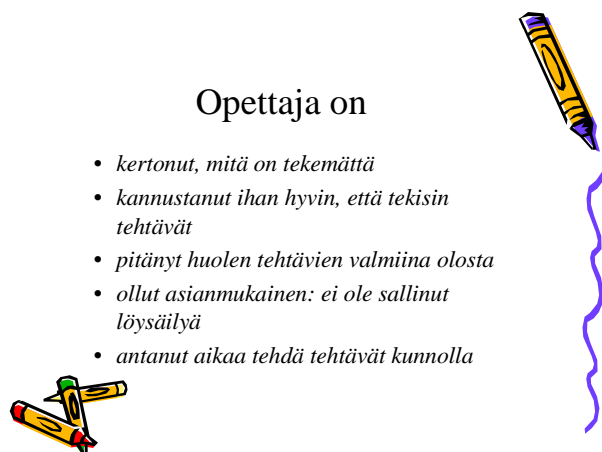 Opettaja on
• kertonut, mitä on tekemättä
• kannustanut ihan hyvin, että tekisin
tehtävät
• pitänyt huolen tehtävien valmiina olosta
• ollut asianmukainen: ei ole sallinut
löysäilyä
• antanut aikaa tehdä tehtävät kunnolla